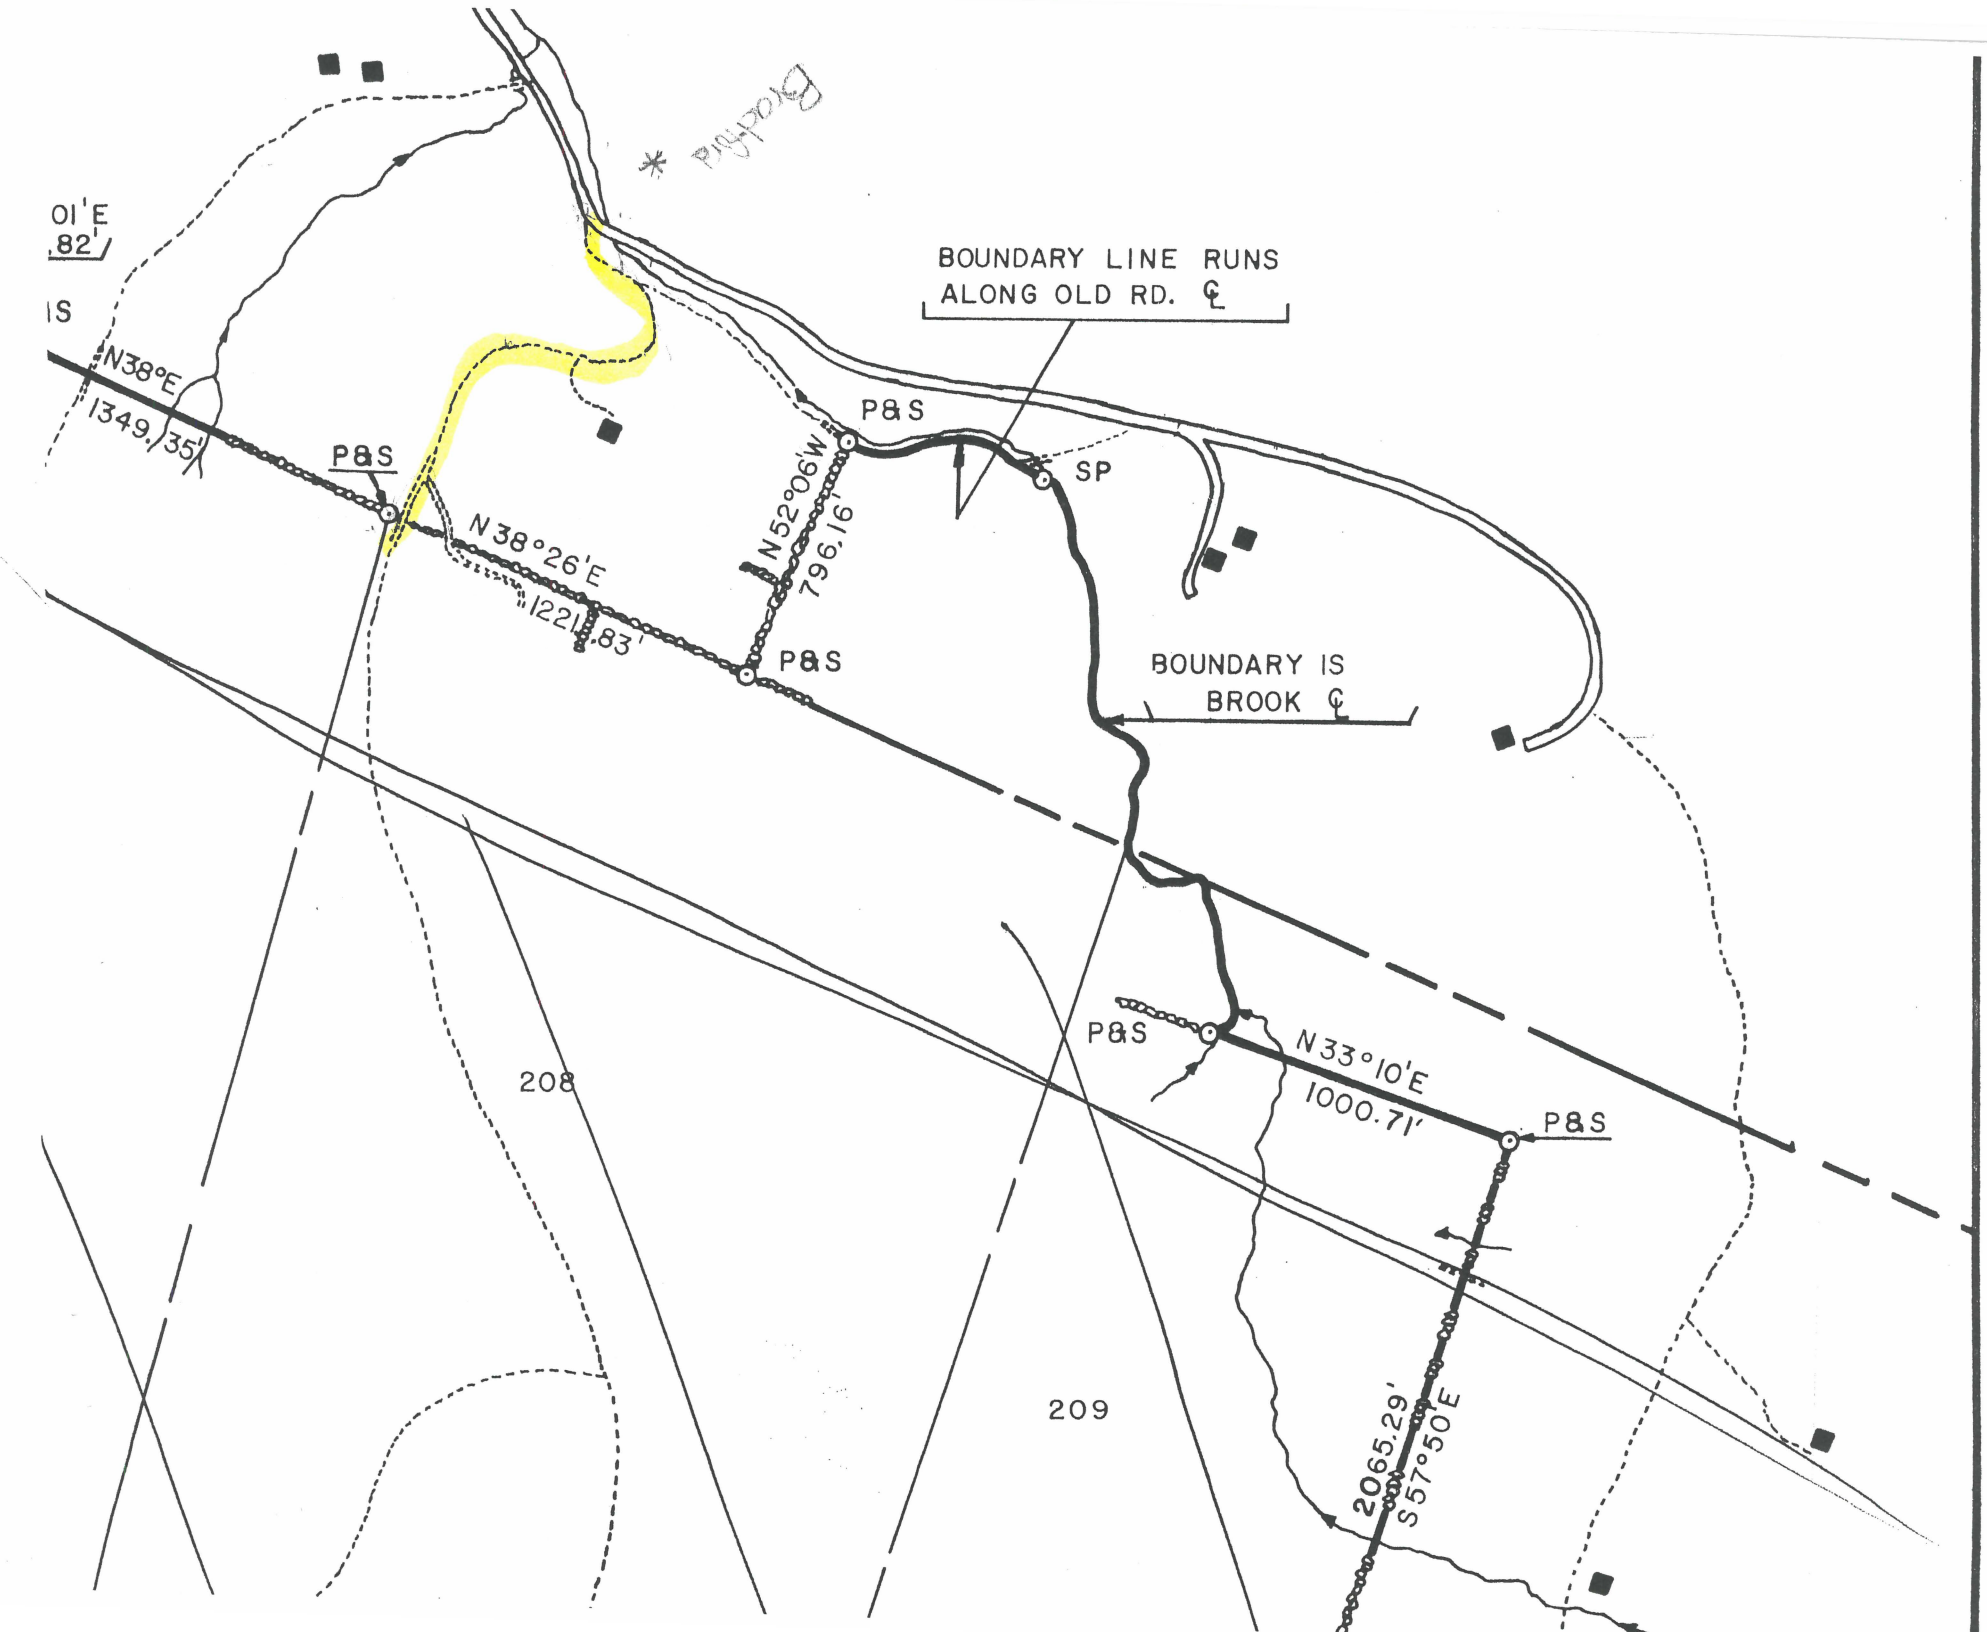 01'E
.82'
IS
N38°E
1349.35'
P&S
BOUNDARY LINE RUNS
ALONG OLD RD. ℄
P&S
SP
N52°06'W
796.16'
N38°26'E
1221.83'
P&S
BOUNDARY IS
BROOK ℄
P&S
N33°10'E
1000.71'
P&S
208
209
2065.29'
S57°50'E